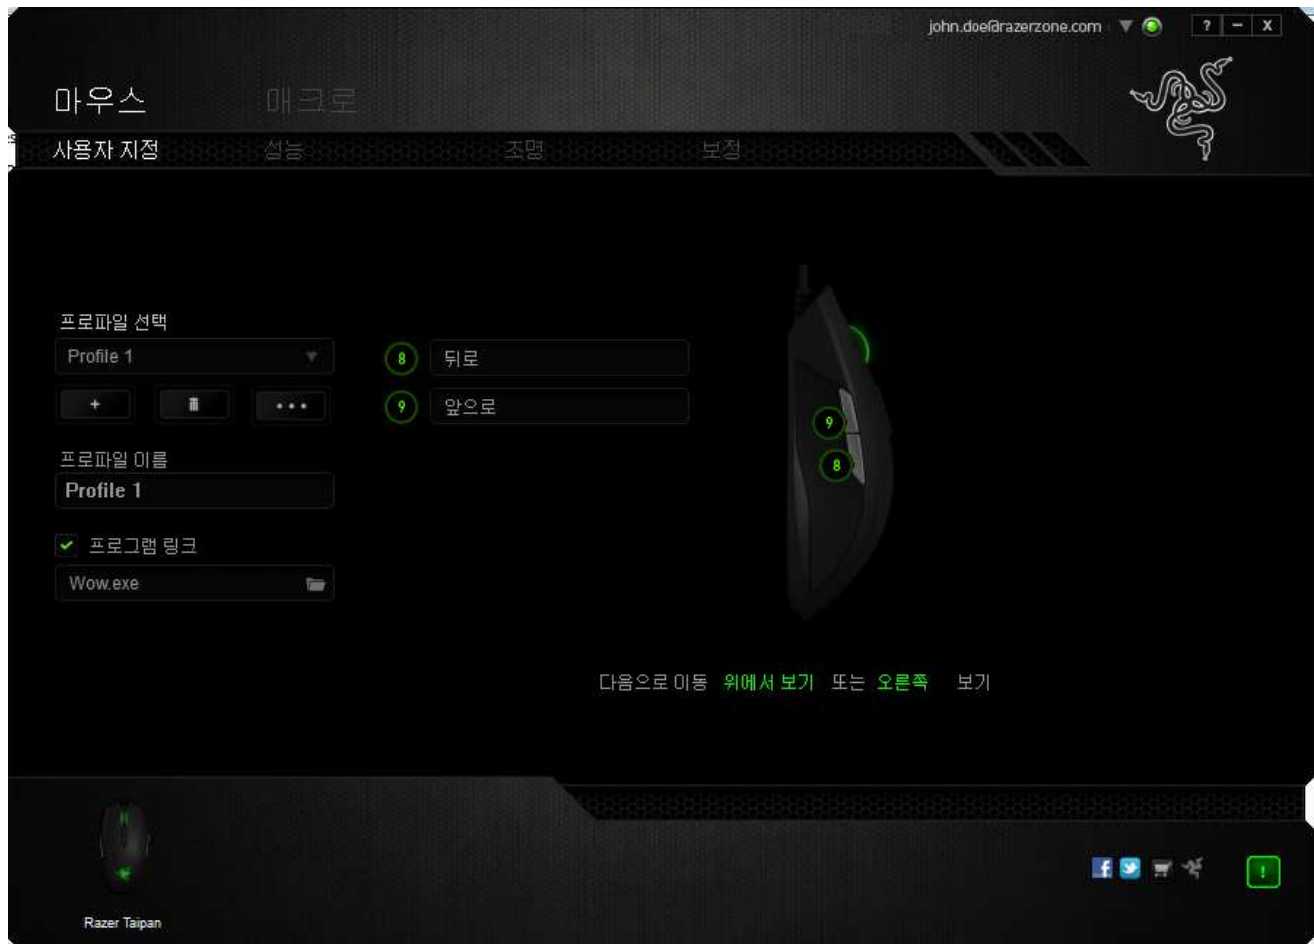 john.doe@razerzone.com
? – X
마우스 매크로
사용자 지정 성능 조명 보정
프로파일 선택
Profile 1
8 뒤로
+ •••
9 앞으로
9
8
프로파일 이름
Profile 1
프로그램 링크
Wow.exe
다음으로 이동 위에서 보기 또는 오른쪽 보기
f
!
Razer Taipan